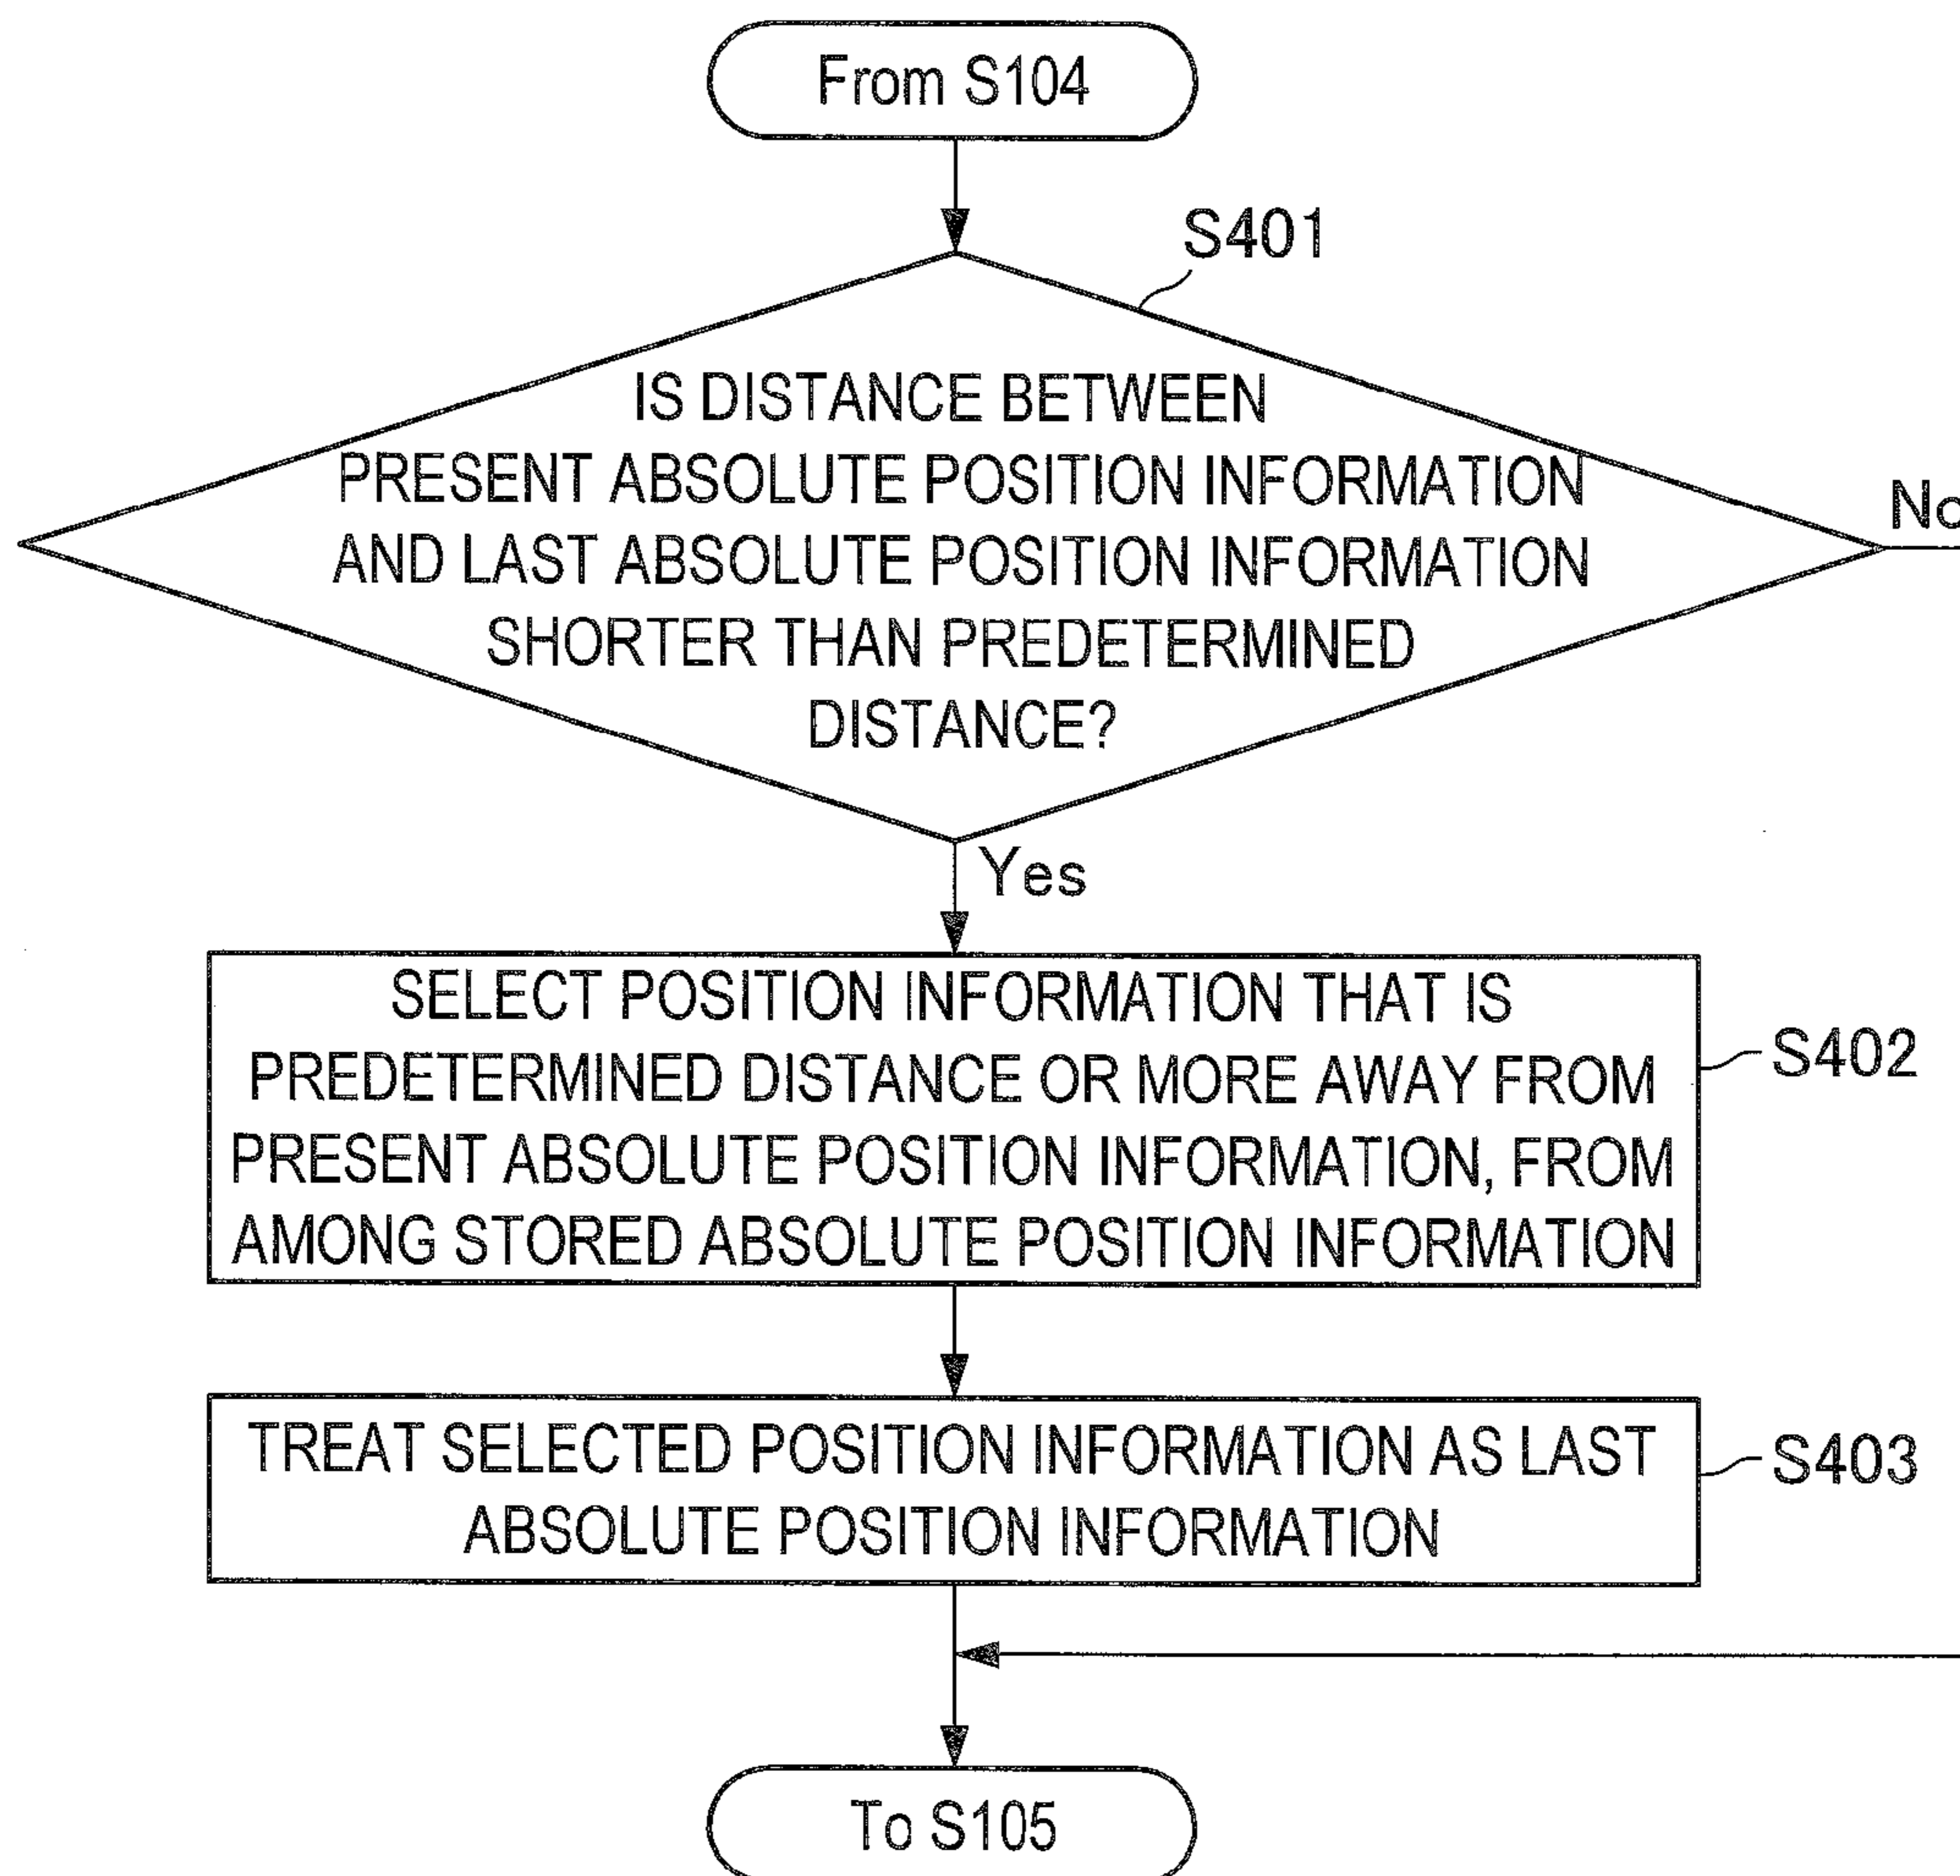 From S104
S401
IS DISTANCE BETWEEN
PRESENT ABSOLUTE POSITION INFORMATION
AND LAST ABSOLUTE POSITION INFORMATION
SHORTER THAN PREDETERMINED
DISTANCE?
No
Yes
SELECT POSITION INFORMATION THAT IS
PREDETERMINED DISTANCE OR MORE AWAY FROM
PRESENT ABSOLUTE POSITION INFORMATION, FROM
AMONG STORED ABSOLUTE POSITION INFORMATION
S402
TREAT SELECTED POSITION INFORMATION AS LAST
ABSOLUTE POSITION INFORMATION
S403
To S105